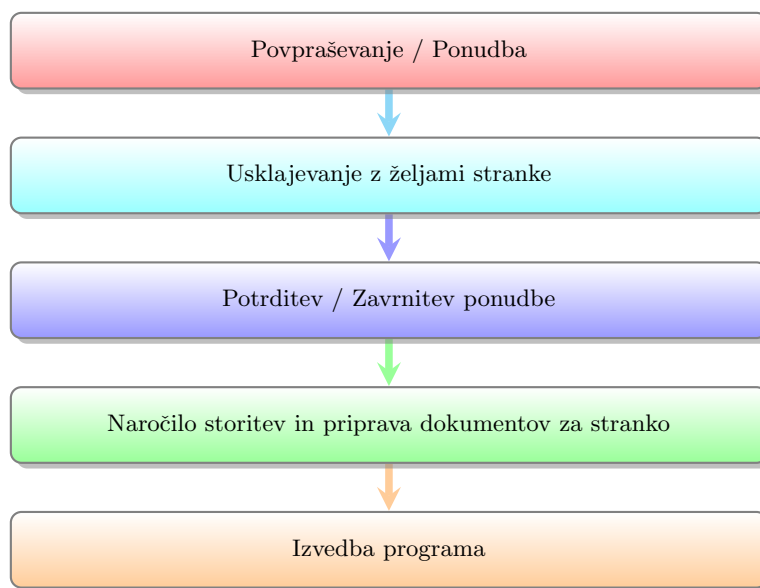 Povpraševanje / Ponudba
Usklajevanje z željami stranke
Potrditev / Zavrnitev ponudbe
Naročilo storitev in priprava dokumentov za stranko
Izvedba programa